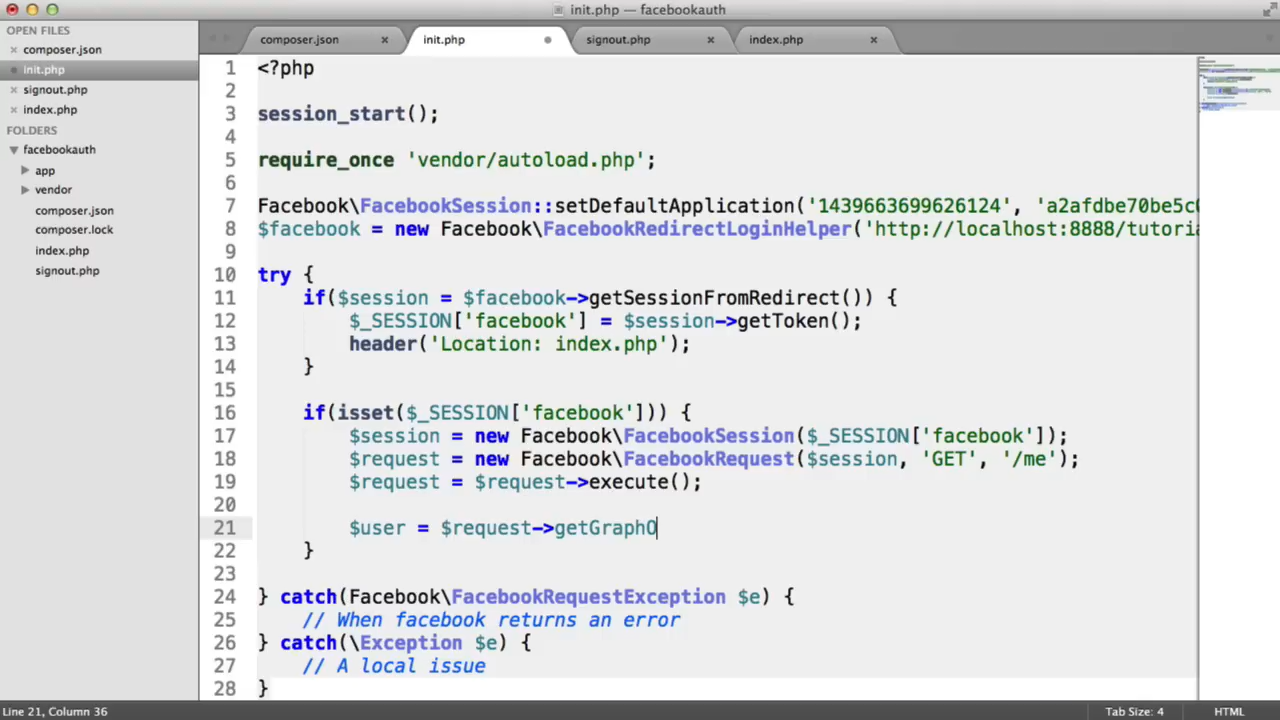 init.php — facebookauth
OPEN FILES
composer.json
init.php
signout.php
index.php
FOLDERS
facebookauth
app
vendor
composer.json
composer.lock
index.php
signout.php
composer.json
init.php
signout.php
index.php
1 <?php
2
3 session_start();
4
5 require_once 'vendor/autoload.php';
6
7 Facebook\FacebookSession::setDefaultApplication('1439663699626124', 'a2afdbe70be5c0
8 $facebook = new Facebook\FacebookRedirectLoginHelper('http://localhost:8888/tutoria
9
10 try {
11 if($session = $facebook->getSessionFromRedirect()) {
12 $_SESSION['facebook'] = $session->getToken();
13 header('Location: index.php');
14 }
15
16 if(isset($_SESSION['facebook'])) {
17 $session = new Facebook\FacebookSession($_SESSION['facebook']);
18 $request = new Facebook\FacebookRequest($session, 'GET', '/me');
19 $request = $request->execute();
20
21 $user = $request->getGraphO
22 }
23
24 } catch(Facebook\FacebookRequestException $e) {
25 // When facebook returns an error
26 } catch(\Exception $e) {
27 // A local issue
28 }
Line 21, Column 36
Tab Size: 4
HTML